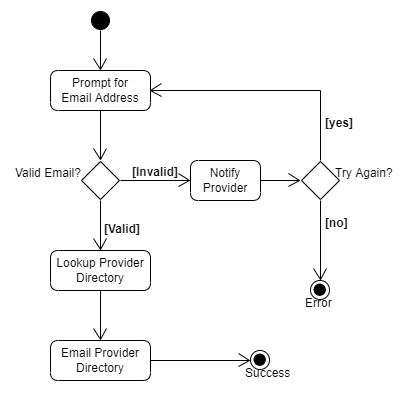 Prompt for
Email Address
[yes]
Valid Email?
[Invalid]
Notify
Provider
Try Again?
[Valid]
[no]
Lookup Provider
Directory
Error
Email Provider
Directory
Success